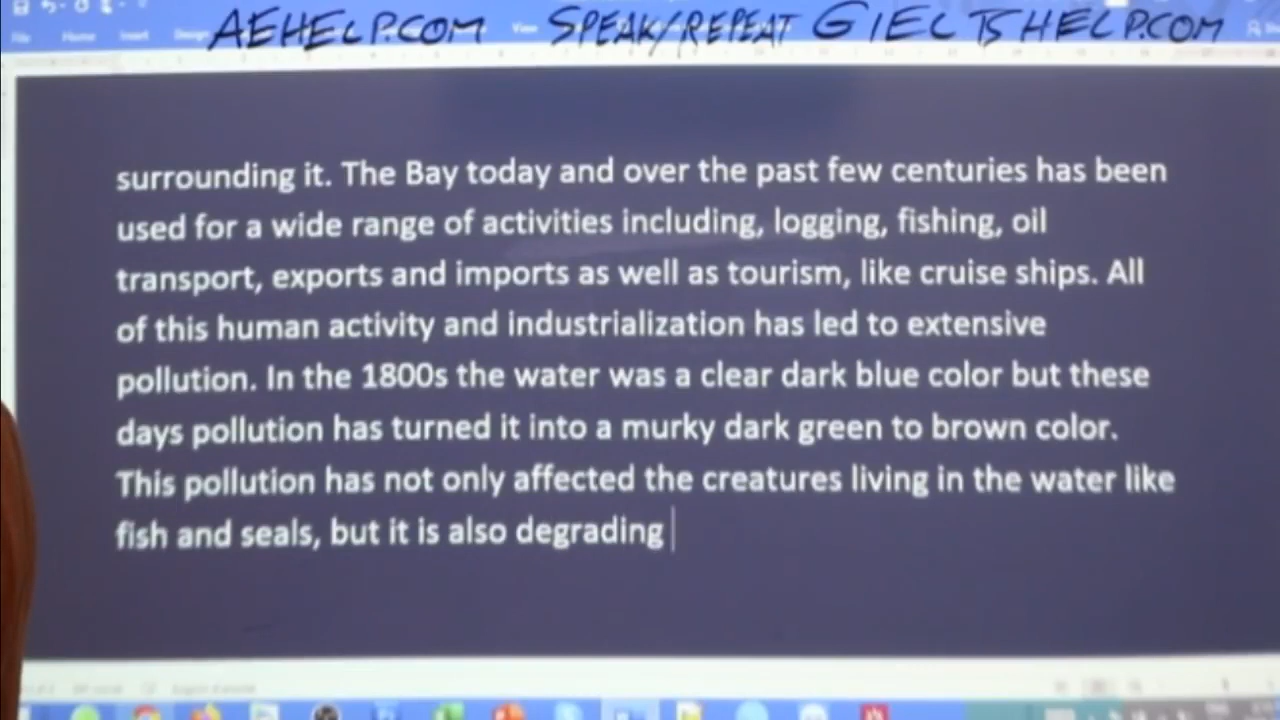 AEHELP.COM SPEAK/REPEAT GIELTSHELP.COM
File Home Insert Design View
surrounding it. The Bay today and over the past few centuries has been
used for a wide range of activities including, logging, fishing, oil
transport, exports and imports as well as tourism, like cruise ships. All
of this human activity and industrialization has led to extensive
pollution. In the 1800s the water was a clear dark blue color but these
days pollution has turned it into a murky dark green to brown color.
This pollution has not only affected the creatures living in the water like
fish and seals, but it is also degrading